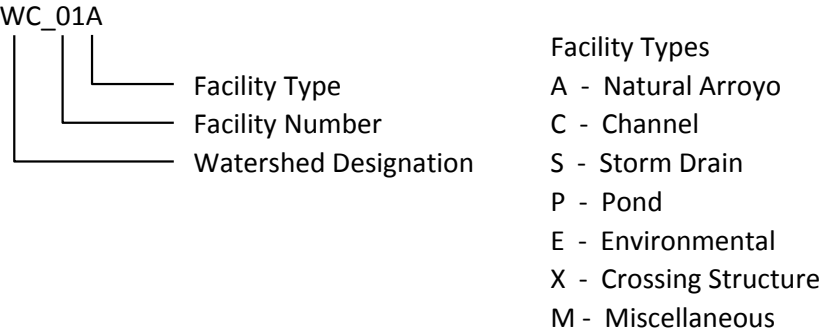 WC_01A
Facility Type
Facility Number
Watershed Designation
Facility Types
A - Natural Arroyo
C - Channel
S - Storm Drain
P - Pond
E - Environmental
X - Crossing Structure
M - Miscellaneous